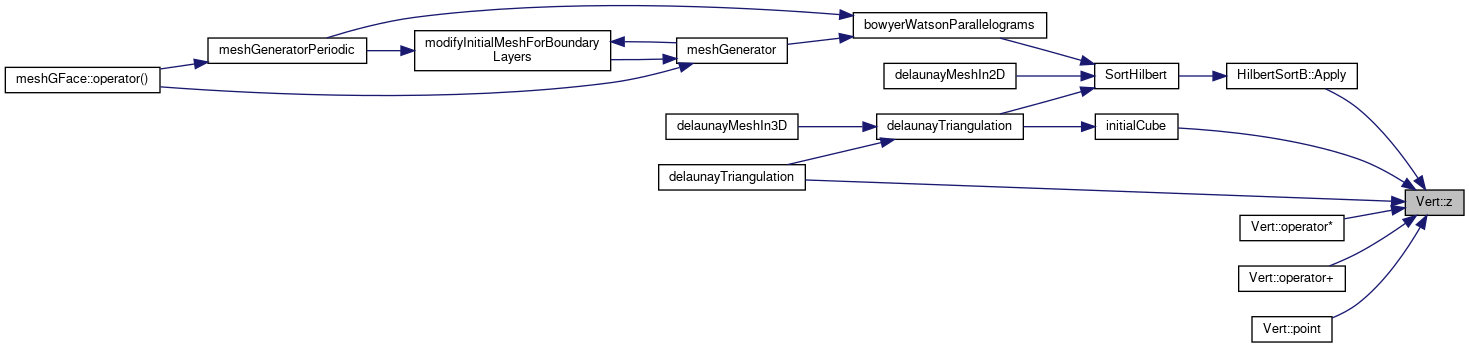 bowyerWatsonParallelograms
meshGeneratorPeriodic
modifyInitialMeshForBoundary
Layers
meshGenerator
meshGFace::operator()
delaunayMeshIn2D
SortHilbert
HilbertSortB::Apply
delaunayMeshIn3D
delaunayTriangulation
initialCube
delaunayTriangulation
Vert::z
Vert::operator*
Vert::operator+
Vert::point